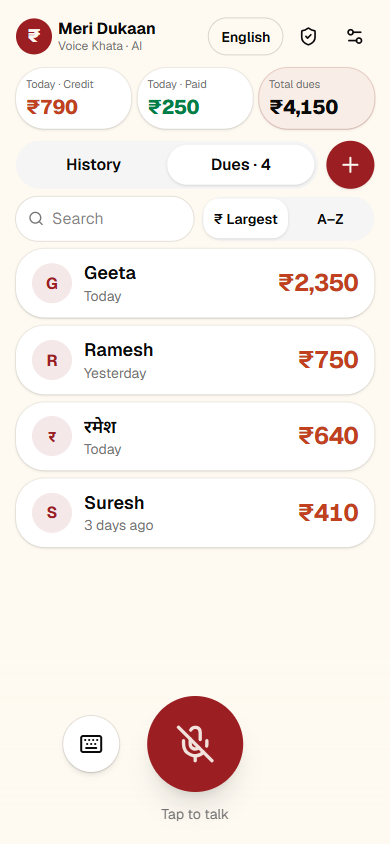 ₹
Meri Dukaan
Voice Khata · AI
English
Today · Credit
₹790
Today · Paid
₹250
Total dues
₹4,150
History
Dues · 4
Search
₹ Largest
A–Z
G
Geeta
Today
₹2,350
R
Ramesh
Yesterday
₹750
र
रमेश
Today
₹640
S
Suresh
3 days ago
₹410
Tap to talk